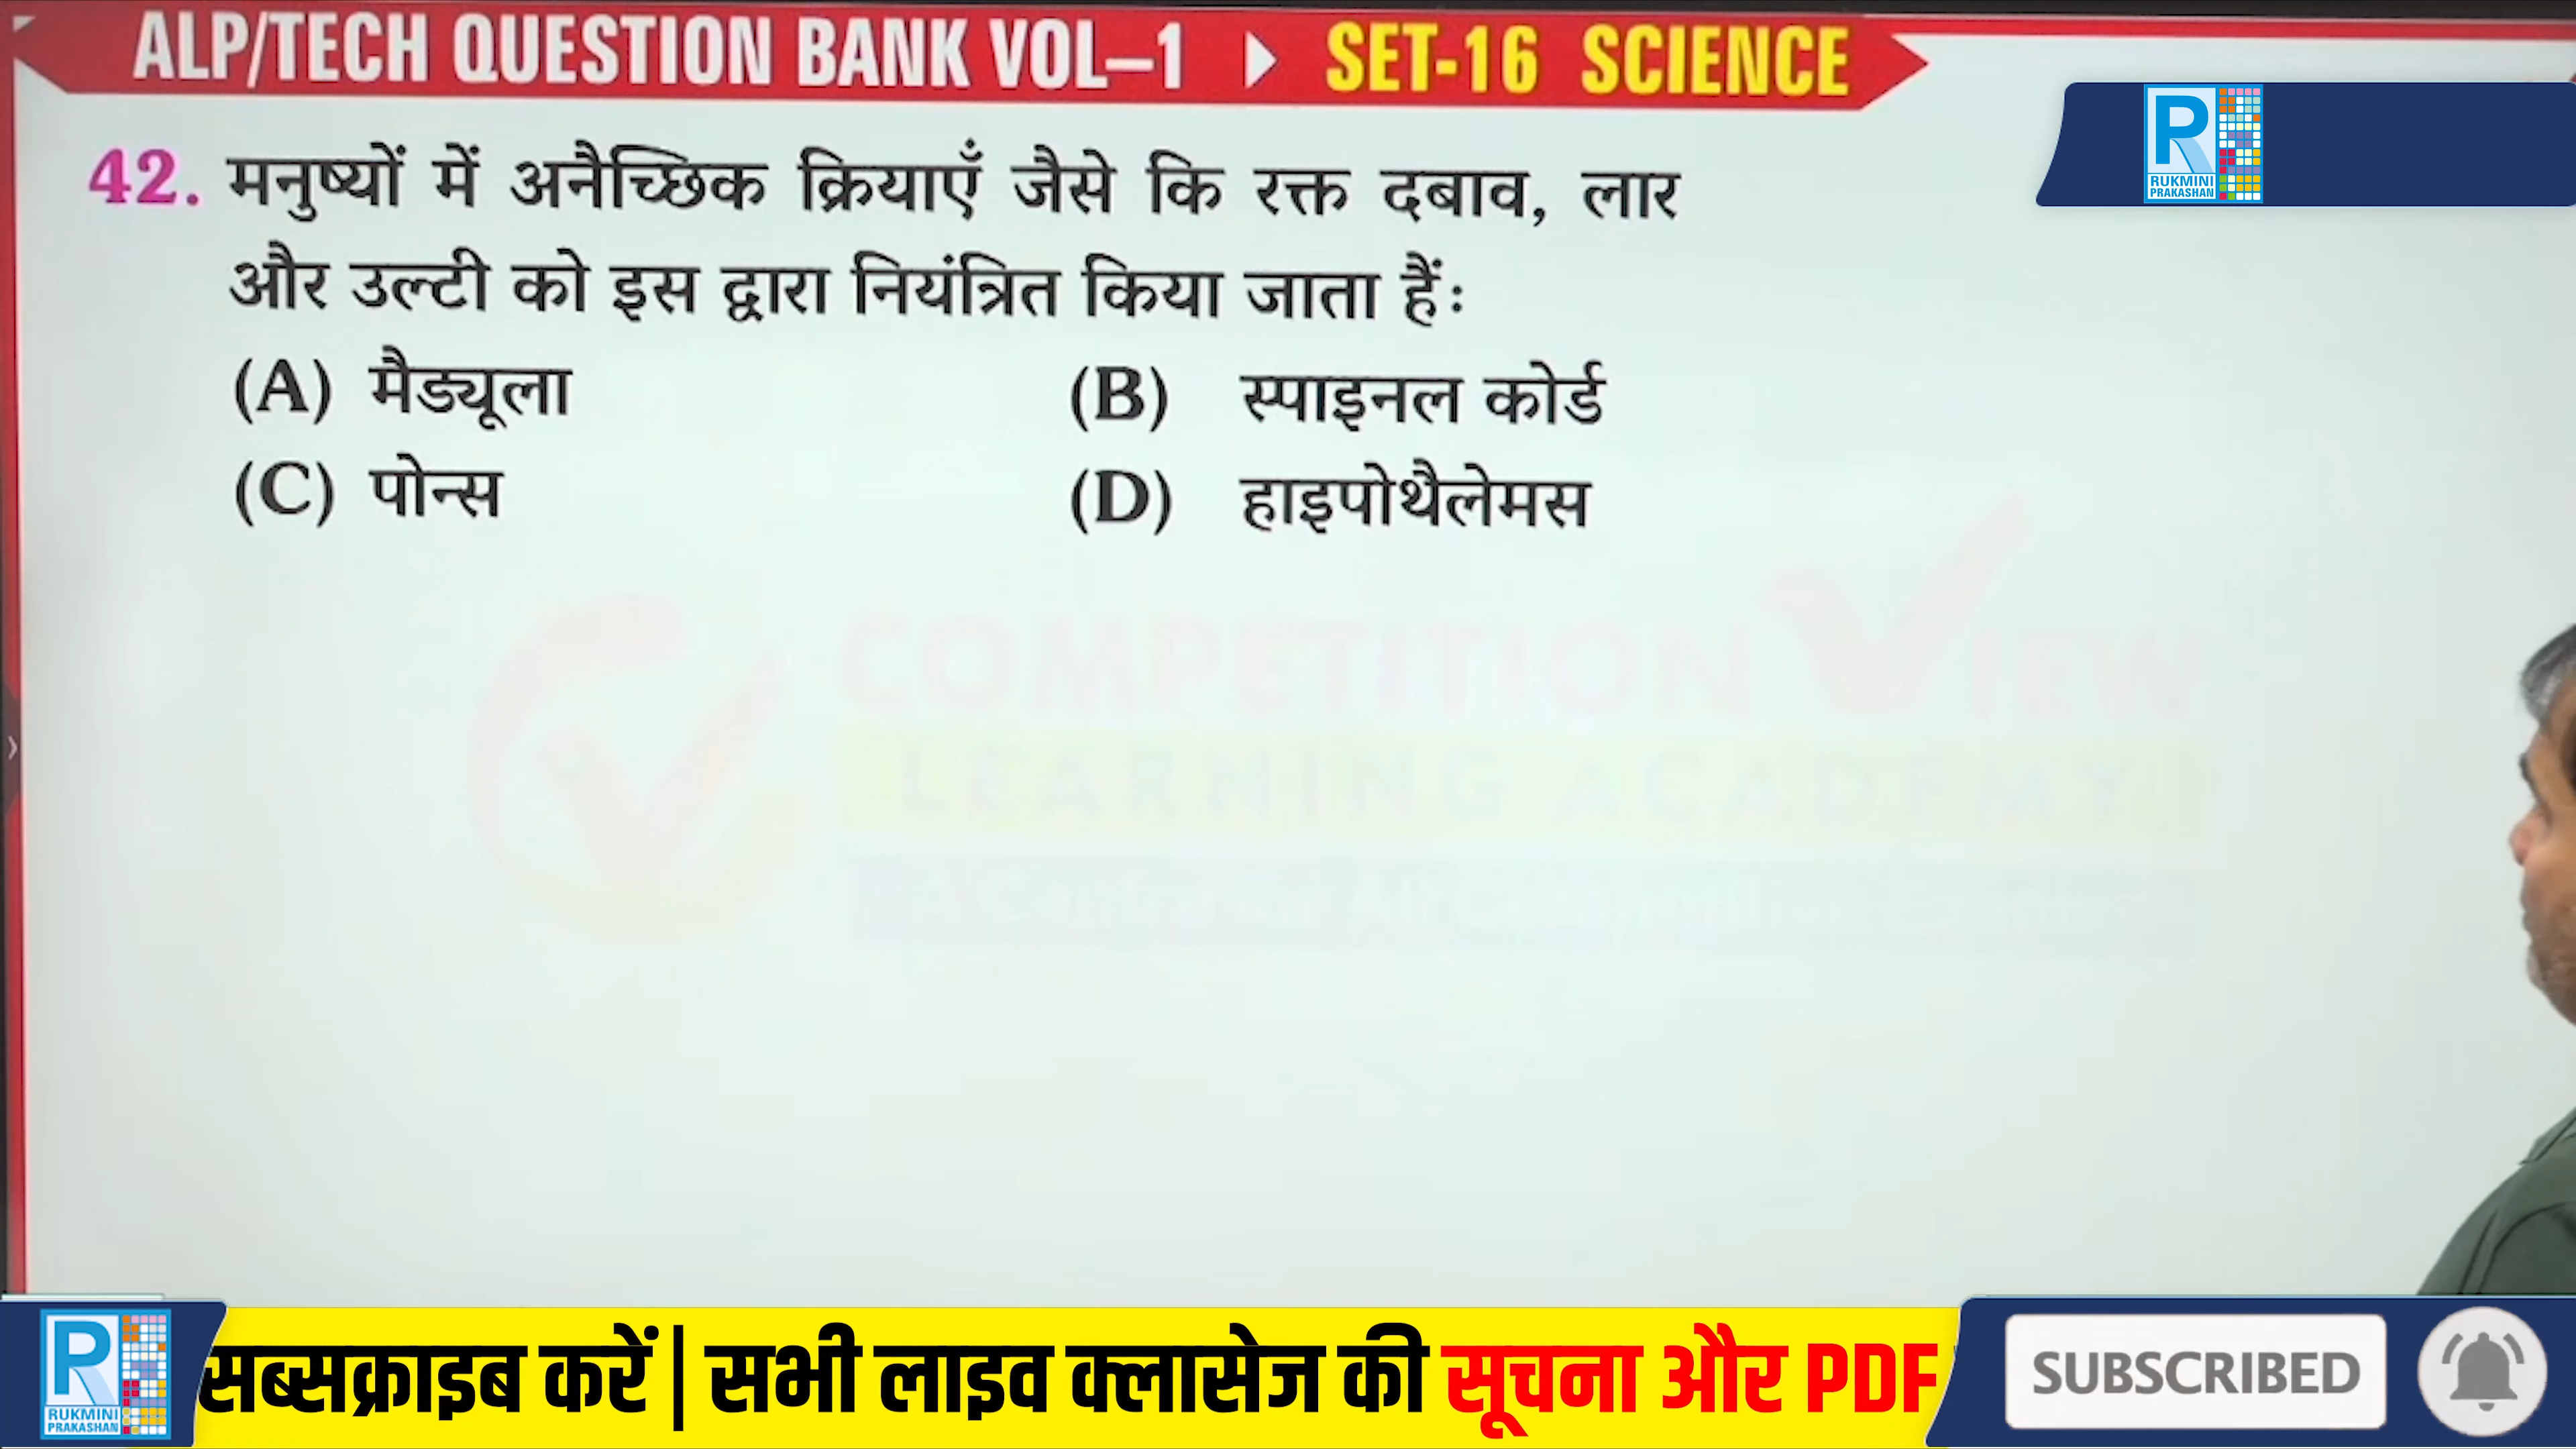 ALP/TECH QUESTION BANK VOL–1 ▶ SET-16 SCIENCE
R
RUKMINI
PRAKASHAN
42. मनुष्यों में अनैच्छिक क्रियाएँ जैसे कि रक्त दबाव, लार
और उल्टी को इस द्वारा नियंत्रित किया जाता हैं:
(A) मैड्यूला (B) स्पाइनल कोर्ड
(C) पोन्स (D) हाइपोथैलेमस
COMPETITION VIEW
LEARNING ACADEMY
R
RUKMINI
PRAKASHAN
सब्सक्राइब करें | सभी लाइव क्लासेज की सूचना और PDF
SUBSCRIBED